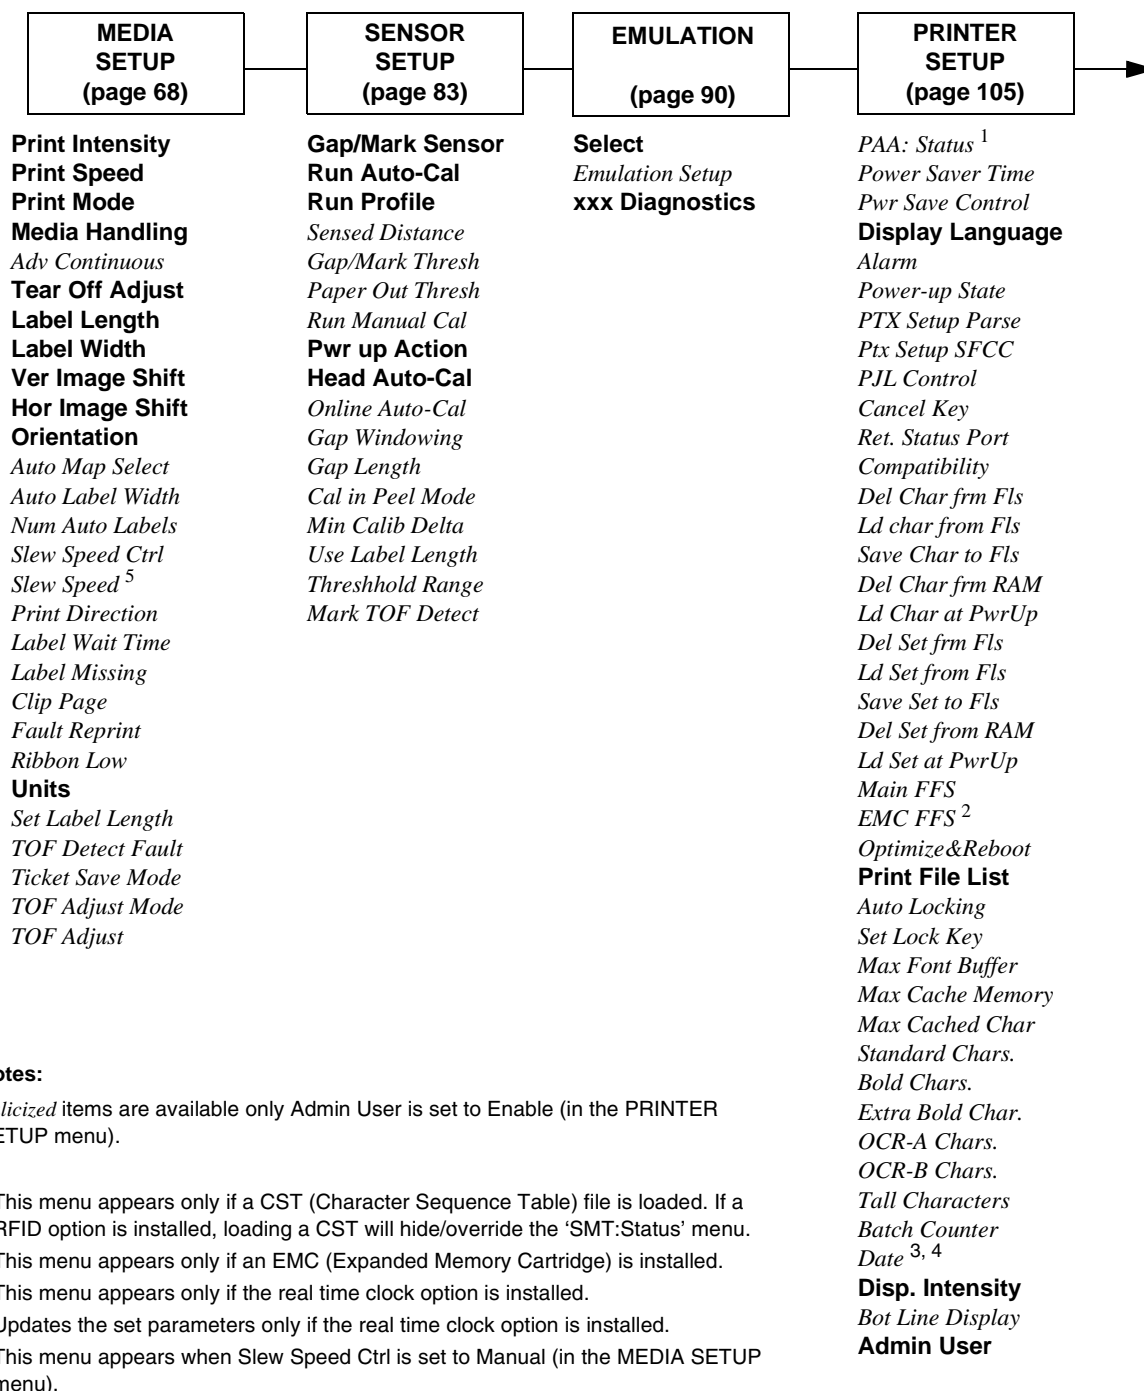 MEDIA
SETUP
(page 68)
SENSOR
SETUP
(page 83)
EMULATION
(page 90)
PRINTER
SETUP
(page 105)
Print Intensity
Print Speed
Print Mode
Media Handling
Adv Continuous
Tear Off Adjust
Label Length
Label Width
Ver Image Shift
Hor Image Shift
Orientation
Auto Map Select
Auto Label Width
Num Auto Labels
Slew Speed Ctrl
Slew Speed 5
Print Direction
Label Wait Time
Label Missing
Clip Page
Fault Reprint
Ribbon Low
Units
Set Label Length
TOF Detect Fault
Ticket Save Mode
TOF Adjust Mode
TOF Adjust
Gap/Mark Sensor
Run Auto-Cal
Run Profile
Sensed Distance
Gap/Mark Thresh
Paper Out Thresh
Run Manual Cal
Pwr up Action
Head Auto-Cal
Online Auto-Cal
Gap Windowing
Gap Length
Cal in Peel Mode
Min Calib Delta
Use Label Length
Threshhold Range
Mark TOF Detect
Select
Emulation Setup
xxx Diagnostics
PAA: Status 1
Power Saver Time
Pwr Save Control
Display Language
Alarm
Power-up State
PTX Setup Parse
Ptx Setup SFCC
PJL Control
Cancel Key
Ret. Status Port
Compatibility
Del Char frm Fls
Ld char from Fls
Save Char to Fls
Del Char frm RAM
Ld Char at PwrUp
Del Set frm Fls
Ld Set from Fls
Save Set to Fls
Del Set from RAM
Ld Set at PwrUp
Main FFS
EMC FFS 2
Optimize&Reboot
Print File List
Auto Locking
Set Lock Key
Max Font Buffer
Max Cache Memory
Max Cached Char
Standard Chars.
Bold Chars.
Extra Bold Char.
OCR-A Chars.
OCR-B Chars.
Tall Characters
Batch Counter
Date 3, 4
Disp. Intensity
Bot Line Display
Admin User
otes:
licized items are available only Admin User is set to Enable (in the PRINTER
ETUP menu).
This menu appears only if a CST (Character Sequence Table) file is loaded. If a
RFID option is installed, loading a CST will hide/override the ‘SMT:Status’ menu.
This menu appears only if an EMC (Expanded Memory Cartridge) is installed.
This menu appears only if the real time clock option is installed.
Updates the set parameters only if the real time clock option is installed.
This menu appears when Slew Speed Ctrl is set to Manual (in the MEDIA SETUP
menu).